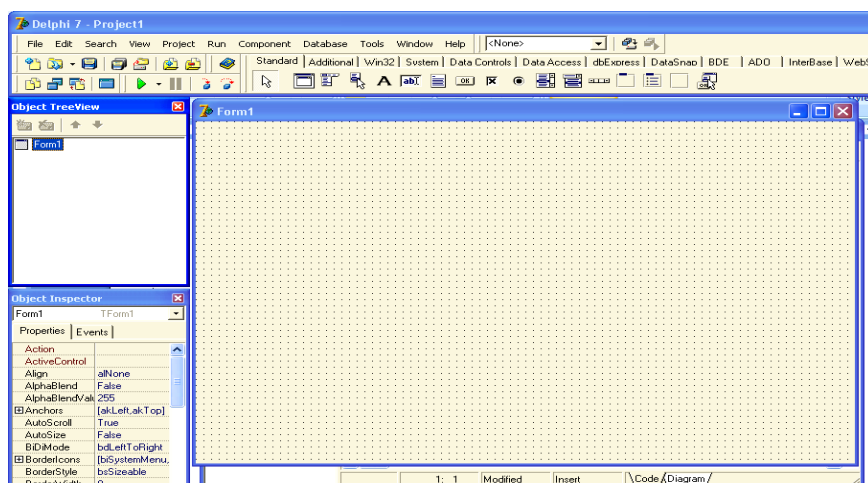 Delphi 7 - Project1
File Edit Search View Project Run Component Database Tools Window Help <None>
Standard Additional Win32 System Data Controls Data Access dbExpress DataSnap BDE ADO InterBase WebS
Object TreeView
Form1
Form1
Object Inspector
Form1 TForm1
Properties Events
Action
ActiveControl
Align alNone
AlphaBlend False
AlphaBlendValu 255
Anchors [akLeft,akTop]
AutoScroll True
AutoSize False
BiDiMode bdLeftToRight
BorderIcons [biSystemMenu,
BorderStyle bsSizeable
BorderWidth 0
1: 1 Modified Insert Code Diagram